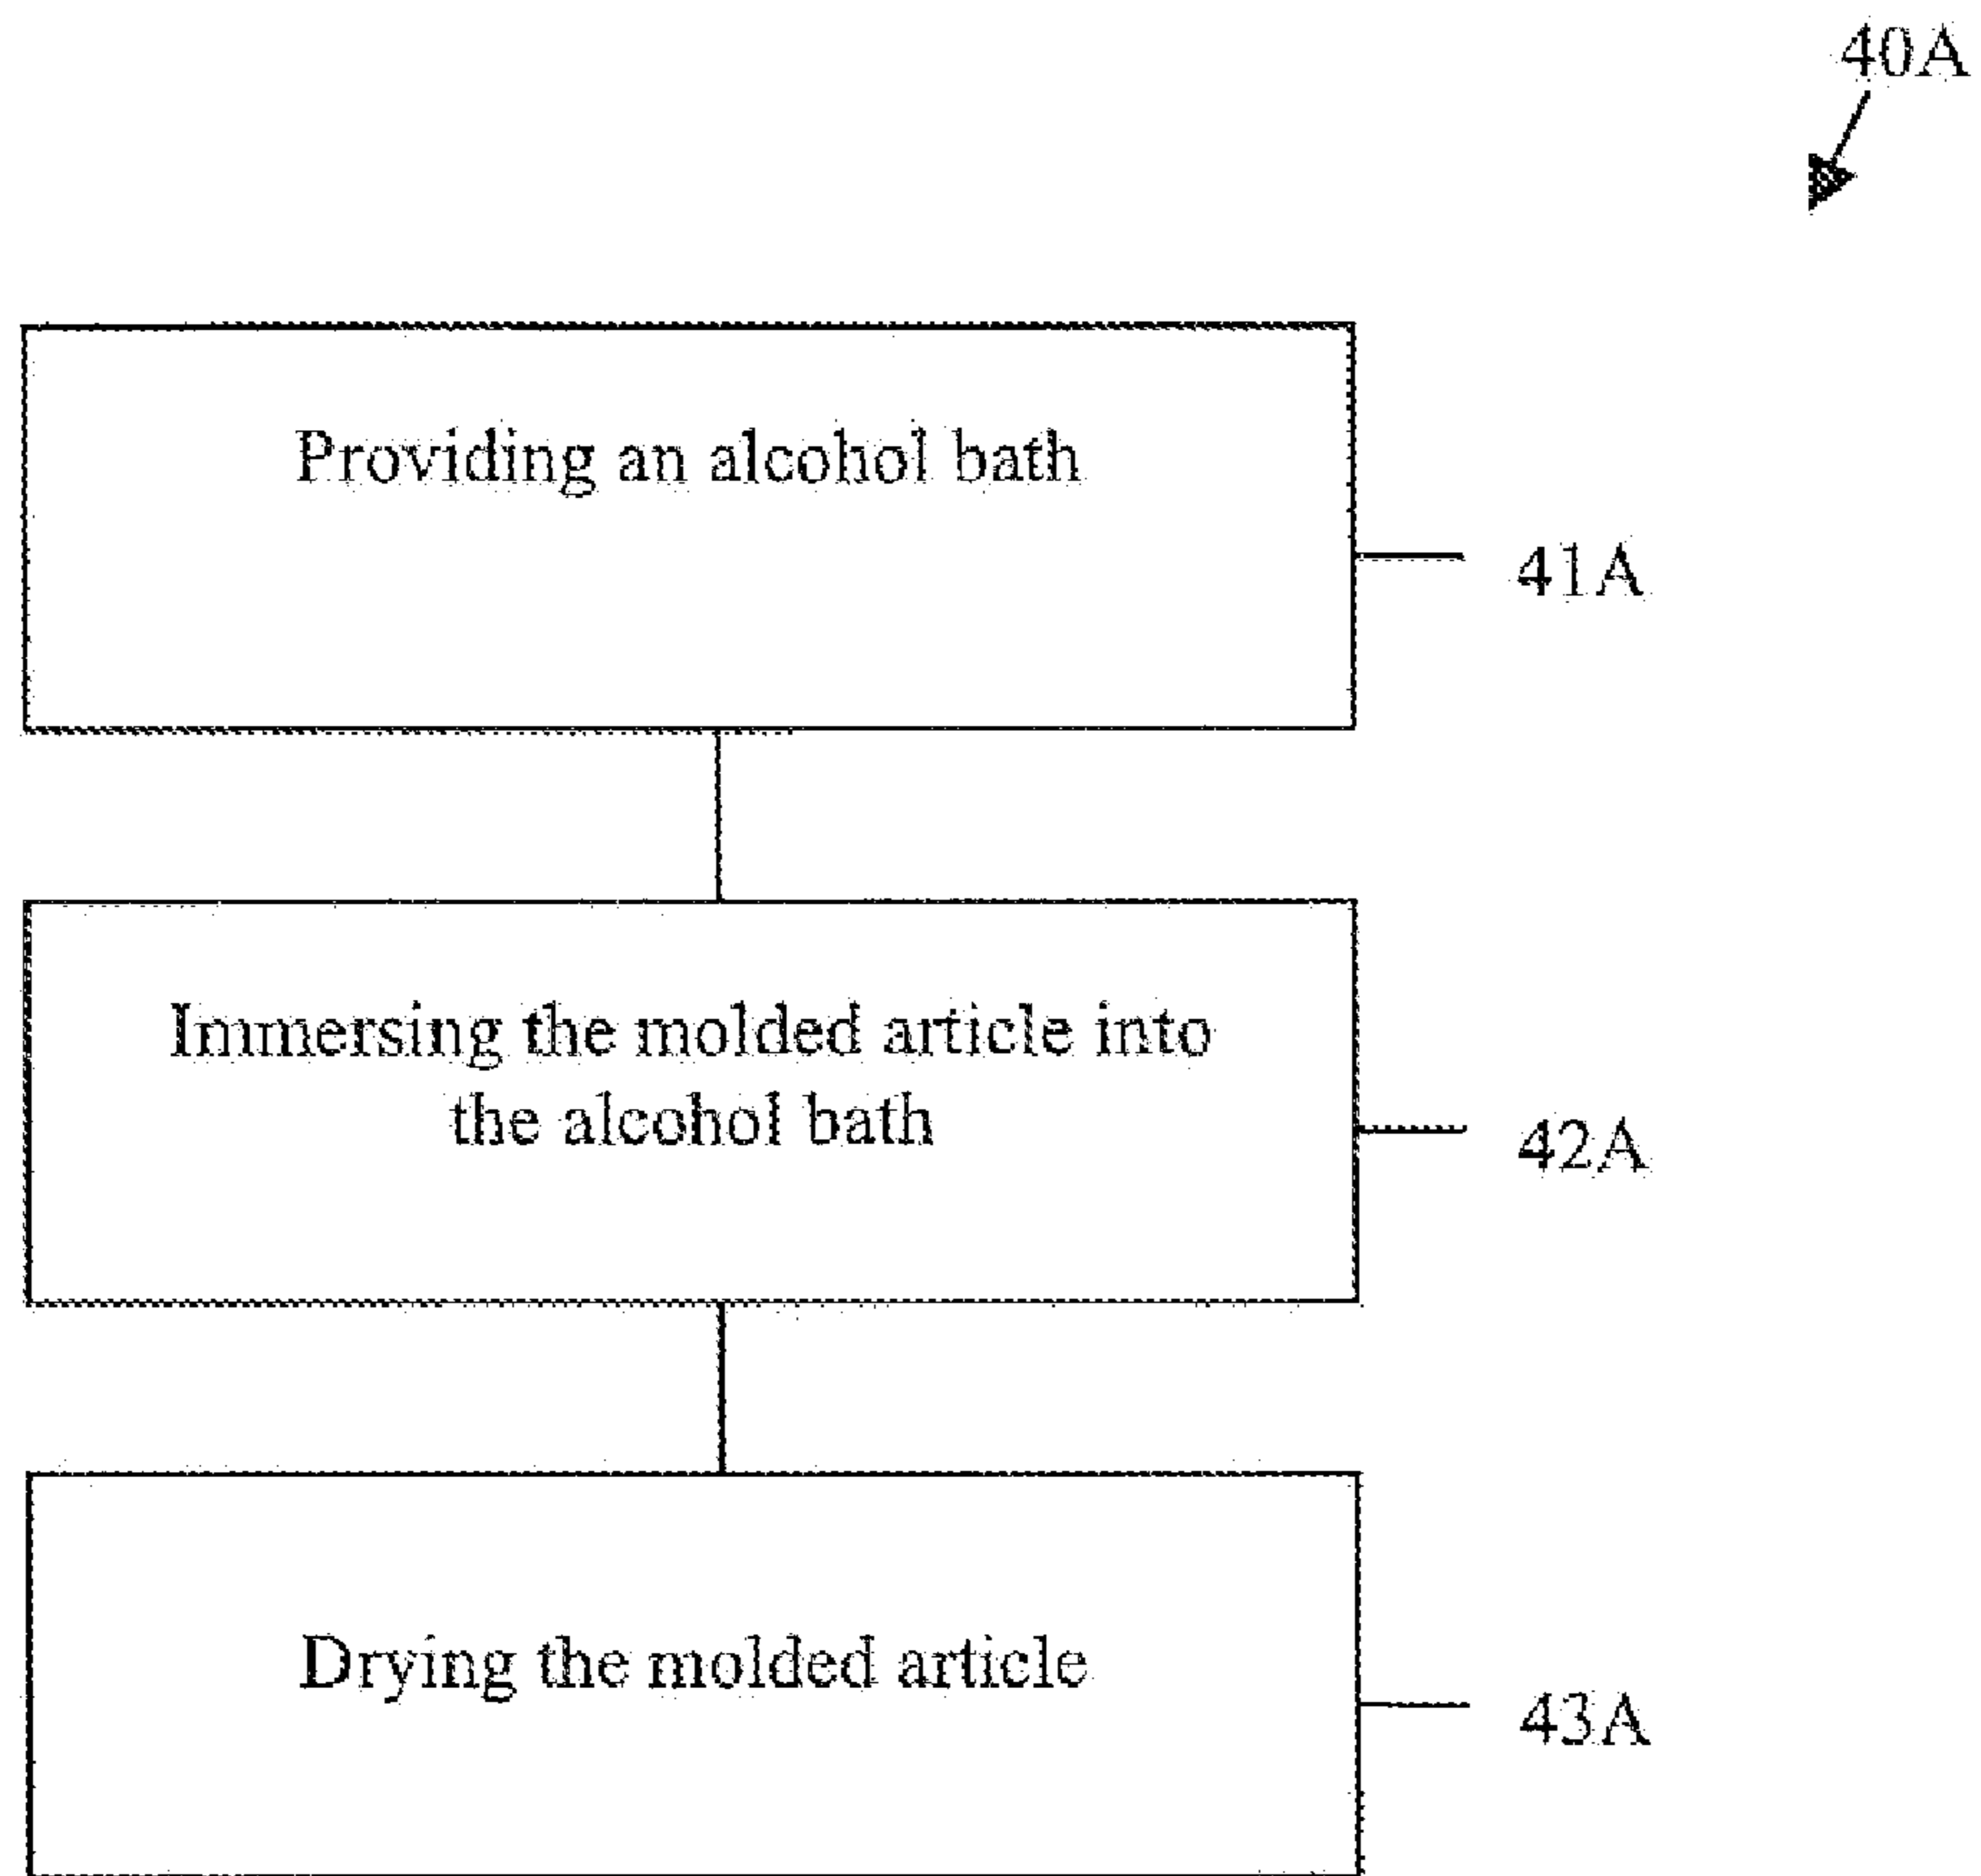 40A
Providing an alcohol bath
41A
Immersing the molded article into
the alcohol bath
42A
Drying the molded article
43A